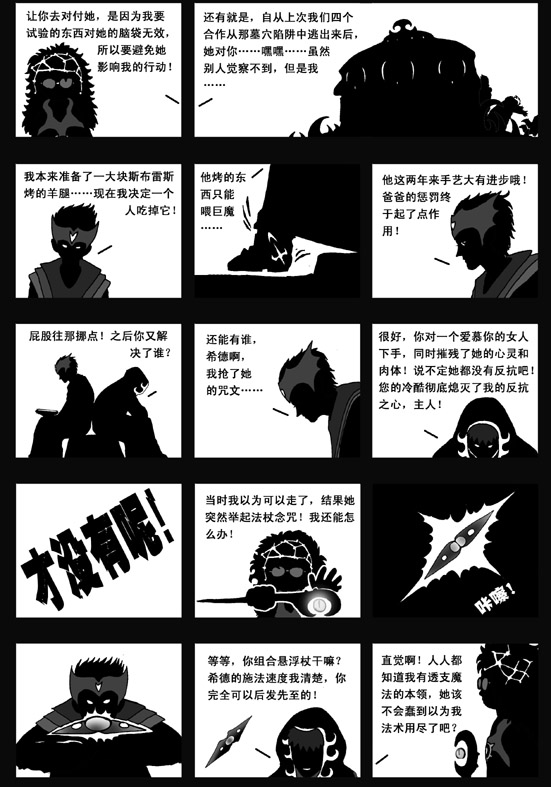 让你去对付她，是因为我要
试验的东西对她的脑袋无效，
所以要避免她
影响我的行动！
还有就是，自从上次我们四个
合作从那墓穴陷阱中逃出来后，
她对你……嘿嘿……虽然
别人觉察不到，但是我
……
我本来准备了一大块斯布雷斯
烤的羊腿……现在我决定一个
人吃掉它！
他烤的东
西只能
喂巨魔
……
他这两年来手艺大有进步哦！
爸爸的惩罚终
于起了点作
用！
屁股往那挪点！之后你又解
决了谁？
还能有谁，
希德啊，
我抢了她
的咒文……
很好，你对一个爱慕你的女人
下手，同时摧残了她的心灵和
肉体！说不定她都没有反抗吧！
您的冷酷彻底熄灭了我的反抗
之心，主人！
才没有呢！
当时我以为可以走了，结果她
突然举起法杖念咒！我还能怎
么办！
咔嚓！
等等，你组合悬浮杖干嘛？
希德的施法速度我清楚，你
完全可以后发先至的！
直觉啊！人人都
知道我有透支魔
法的本领，她该
不会蠢到以为我
法术用尽了吧？